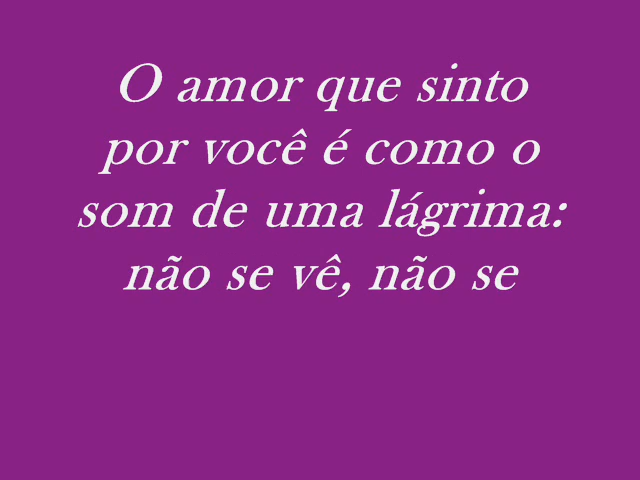 O amor que sinto
por você é como o
som de uma lágrima:
não se vê, não se